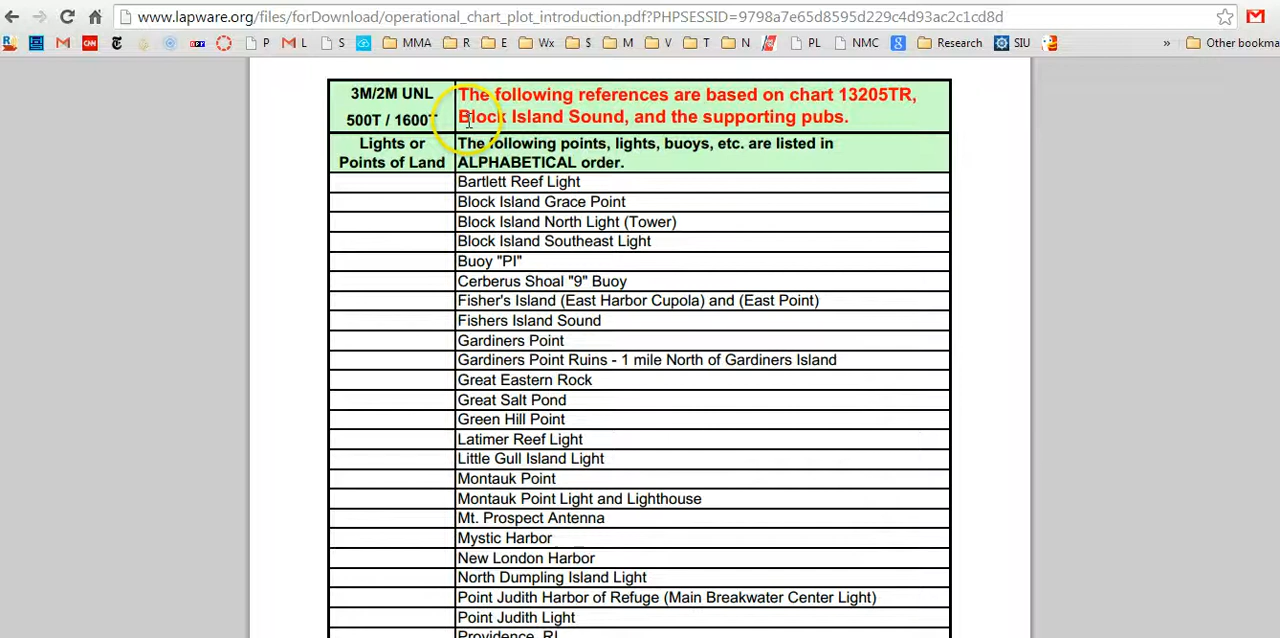 www.lapware.org/files/forDownload/operational_chart_plot_introduction.pdf?PHPSESSID=9798a7e65d8595d229c4d93ac2c1cd8d
CNN P M L S MMA R E Wx $ M V T N PL NMC Research SIU » Other bookma
3M/2M UNL
500T / 1600T
The following references are based on chart 13205TR,
Block Island Sound, and the supporting pubs.
Lights or
Points of Land
The following points, lights, buoys, etc. are listed in
ALPHABETICAL order.
Bartlett Reef Light
Block Island Grace Point
Block Island North Light (Tower)
Block Island Southeast Light
Buoy "PI"
Cerberus Shoal "9" Buoy
Fisher's Island (East Harbor Cupola) and (East Point)
Fishers Island Sound
Gardiners Point
Gardiners Point Ruins - 1 mile North of Gardiners Island
Great Eastern Rock
Great Salt Pond
Green Hill Point
Latimer Reef Light
Little Gull Island Light
Montauk Point
Montauk Point Light and Lighthouse
Mt. Prospect Antenna
Mystic Harbor
New London Harbor
North Dumpling Island Light
Point Judith Harbor of Refuge (Main Breakwater Center Light)
Point Judith Light
Providence, RI